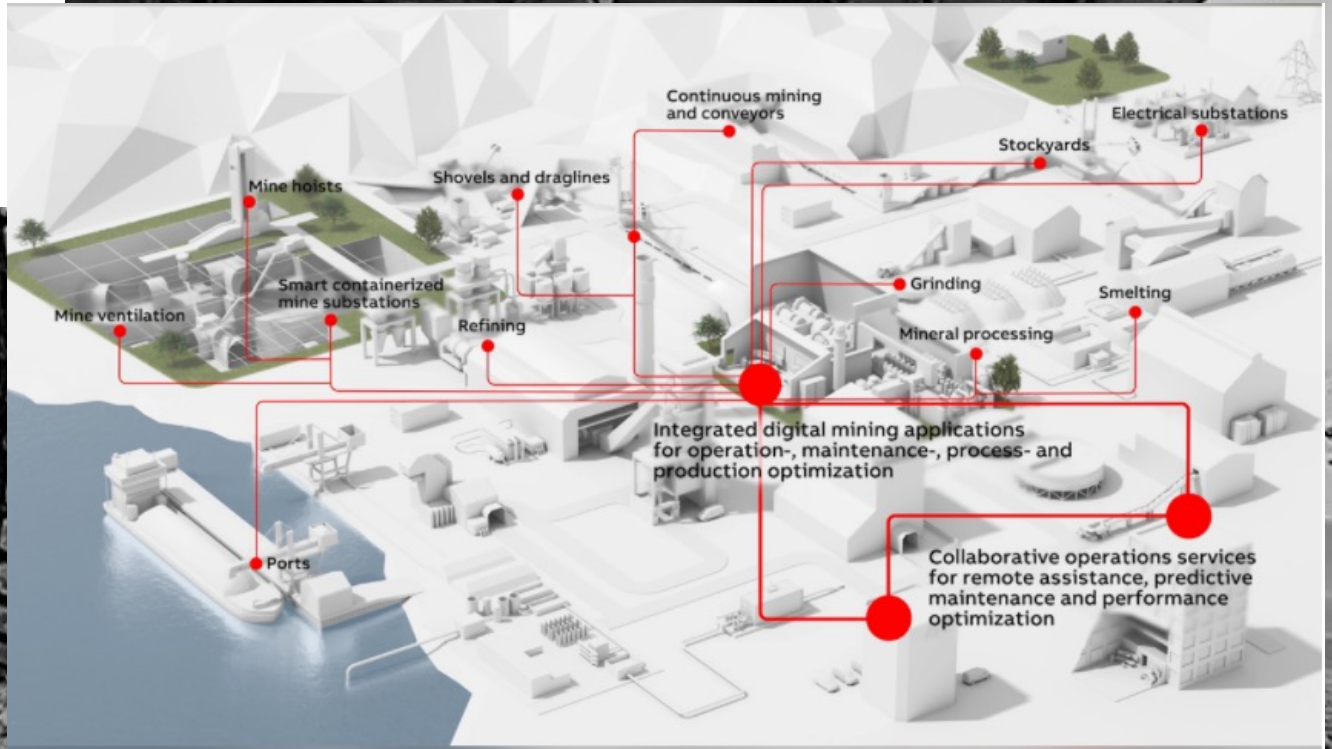 Continuous mining
and conveyors
Electrical substations
Stockyards
Shovels and draglines
Mine hoists
Grinding
Smart containerized
mine substations
Smelting
Mine ventilation
Refining
Mineral processing
Integrated digital mining applications
for operation-, maintenance-, process- and
production optimization
Ports
Collaborative operations services
for remote assistance, predictive
maintenance and performance
optimization